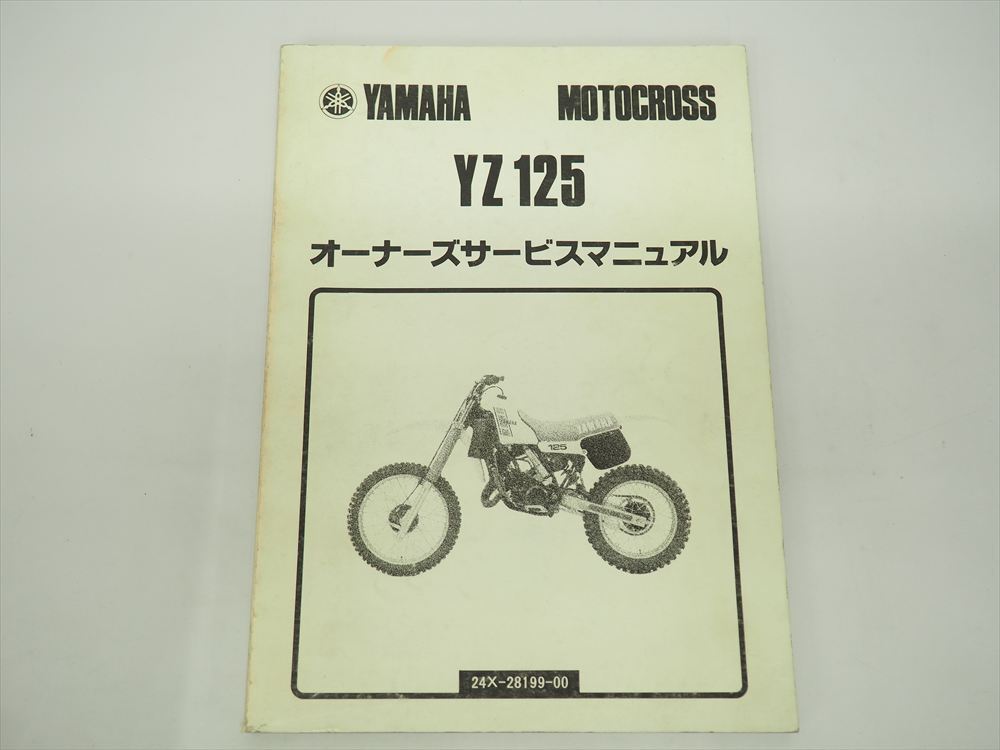 YAMAHA MOTOCROSS
YZ 125
オーナーズサービスマニュアル
YAMAHA
125
24X-28199-00